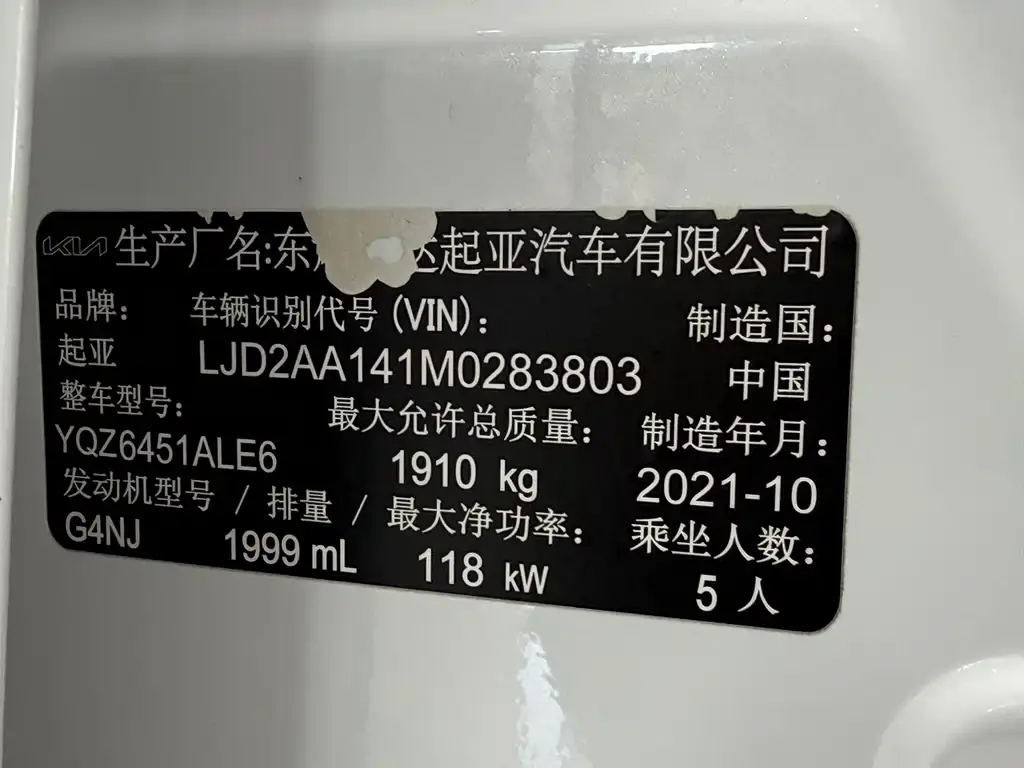 KIA 生产厂名:东 达起亚汽车有限公司
品牌: 车辆识别代号 (VIN): 制造国:
起亚 LJD2AA141M0283803 中国
整车型号: 最大允许总质量: 制造年月:
YQZ6451ALE6 1910 kg 2021-10
发动机型号 / 排量 / 最大净功率: 乘坐人数:
G4NJ 1999 mL 118 kW 5 人